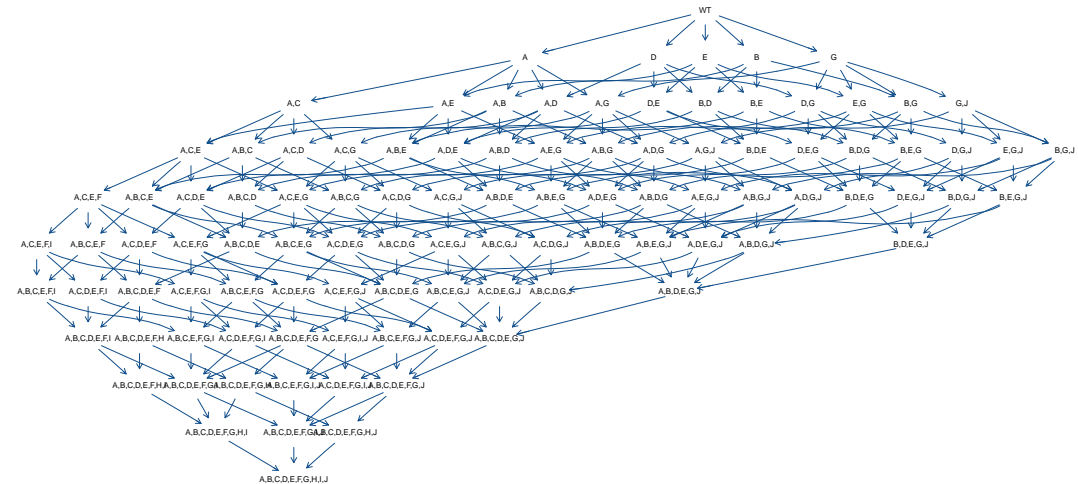 WT
A D E B G
A,C A,E A,B A,D A,G D,E B,D B,E D,G E,G B,G G,J
A,C,E A,B,C A,C,D A,C,G A,B,E A,D,E A,B,D A,E,G A,B,G A,D,G A,G,J B,D,E D,E,G B,D,G B,E,G D,G,J E,G,J B,G,J
A,C,E,F A,B,C,E A,C,D,E A,B,C,D A,C,E,G A,B,C,G A,C,D,G A,C,G,J A,B,D,E A,B,E,G A,D,E,G A,B,D,G A,E,G,J A,B,G,J A,D,G,J B,D,E,G D,E,G,J B,D,G,J B,E,G,J
A,C,E,F,I A,B,C,E,F A,C,D,E,F A,C,E,F,G A,B,C,D,E A,B,C,E,G A,C,D,E,G A,B,C,D,G A,C,E,G,J A,B,C,G,J A,C,D,G,J A,B,D,E,G A,B,E,G,J A,D,E,G,J A,B,D,G,J B,D,E,G,J
A,B,C,E,F,I A,C,D,E,F,I A,B,C,D,E,F A,C,E,F,G,I A,B,C,E,F,G A,C,D,E,F,G A,C,E,F,G,J A,B,C,D,E,G A,B,C,E,G,J A,C,D,E,G,J A,B,C,D,G,J A,B,D,E,G,J
A,B,C,D,E,F,I A,B,C,D,E,F,H A,B,C,E,F,G,I A,C,D,E,F,G,I A,B,C,D,E,F,G A,C,E,F,G,I,J A,B,C,E,F,G,J A,C,D,E,F,G,J A,B,C,D,E,G,J
A,B,C,D,E,F,H,I A,B,C,D,E,F,G,I A,B,C,D,E,F,G,H A,B,C,E,F,G,I,J A,C,D,E,F,G,I,J A,B,C,D,E,F,G,J
A,B,C,D,E,F,G,H,I A,B,C,D,E,F,G,I,J A,B,C,D,E,F,G,H,J
A,B,C,D,E,F,G,H,I,J